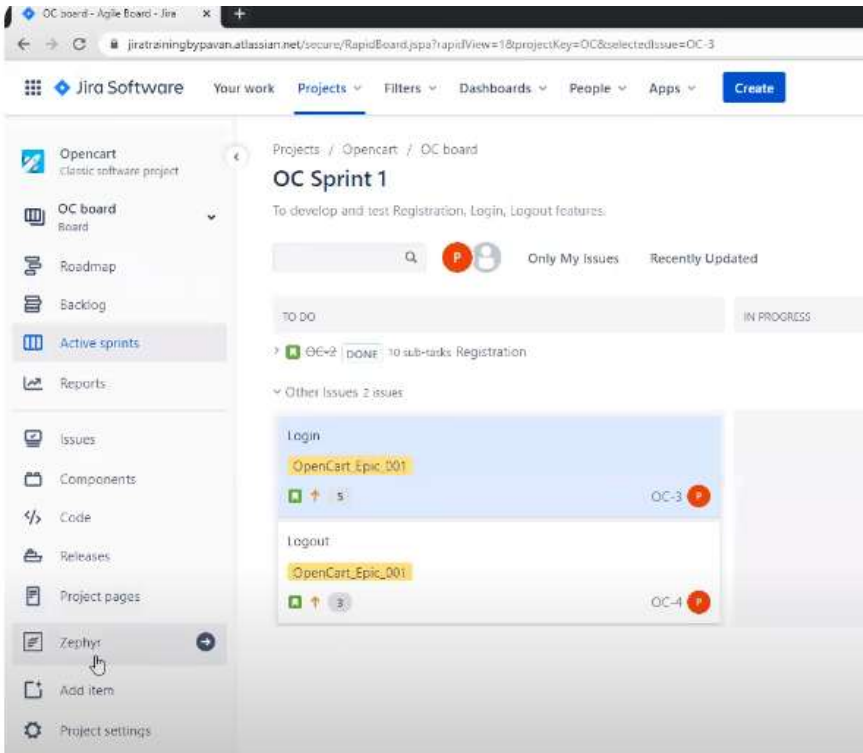 OC board - Agile Board - Jira
jiratrainingbypavan.atlassian.net/secure/RapidBoard.jspa?rapidView=1&projectKey=OC&selectedIssue=OC-3
Jira Software Your work Projects Filters Dashboards People Apps Create
Opencart
Classic software project
OC board
Board
Roadmap
Backlog
Active sprints
Reports
Issues
Components
Code
Releases
Project pages
Zephyr
Add item
Project settings
Projects / Opencart / OC board
OC Sprint 1
To develop and test Registration, Login, Logout features.
P Only My Issues Recently Updated
TO DO IN PROGRESS
OC-2 DONE 10 sub-tasks Registration
Other Issues 2 issues
Login
OpenCart_Epic_001
5 OC-3 P
Logout
OpenCart_Epic_001
3 OC-4 P